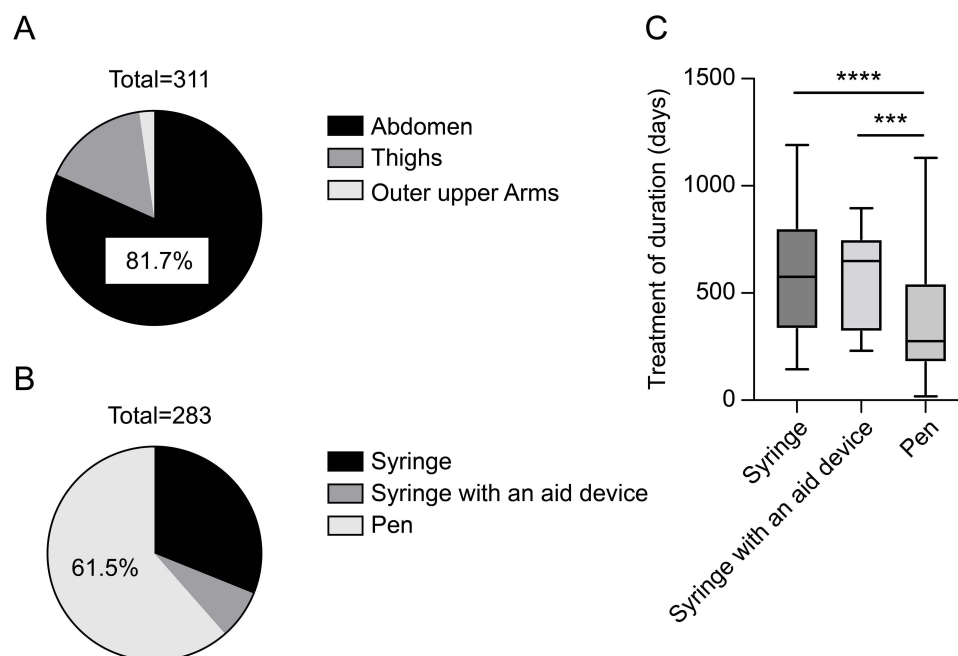 A
Total=311
81.7%
Abdomen
Thighs
Outer upper Arms
B
Total=283
61.5%
Syringe
Syringe with an aid device
Pen
C
Treatment of duration (days)
1500
1000
500
0
****
***
Syringe
Syringe with an aid device
Pen